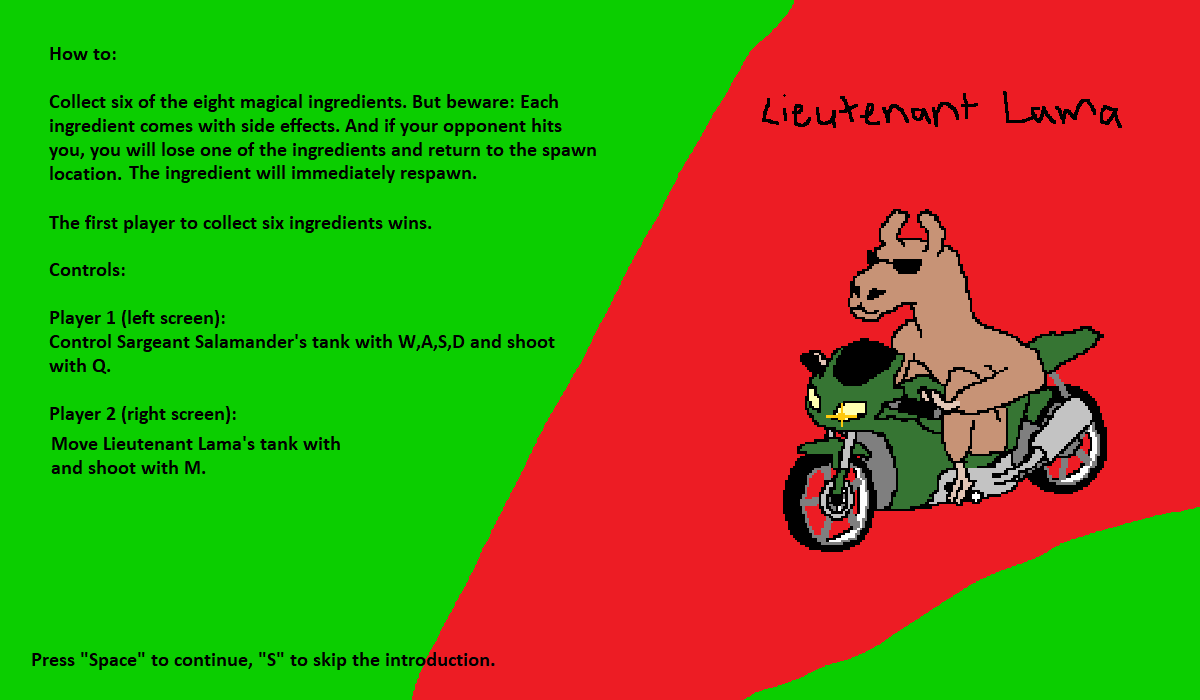 How to:
Collect six of the eight magical ingredients. But beware: Each
ingredient comes with side effects. And if your opponent hits
you, you will lose one of the ingredients and return to the spawn
location. The ingredient will immediately respawn.
The first player to collect six ingredients wins.
Controls:
Player 1 (left screen):
Control Sargeant Salamander's tank with W,A,S,D and shoot
with Q.
Player 2 (right screen):
Move Lieutenant Lama's tank with
and shoot with M.
Press "Space" to continue, "S" to skip the introduction.
Lieutenant Lama